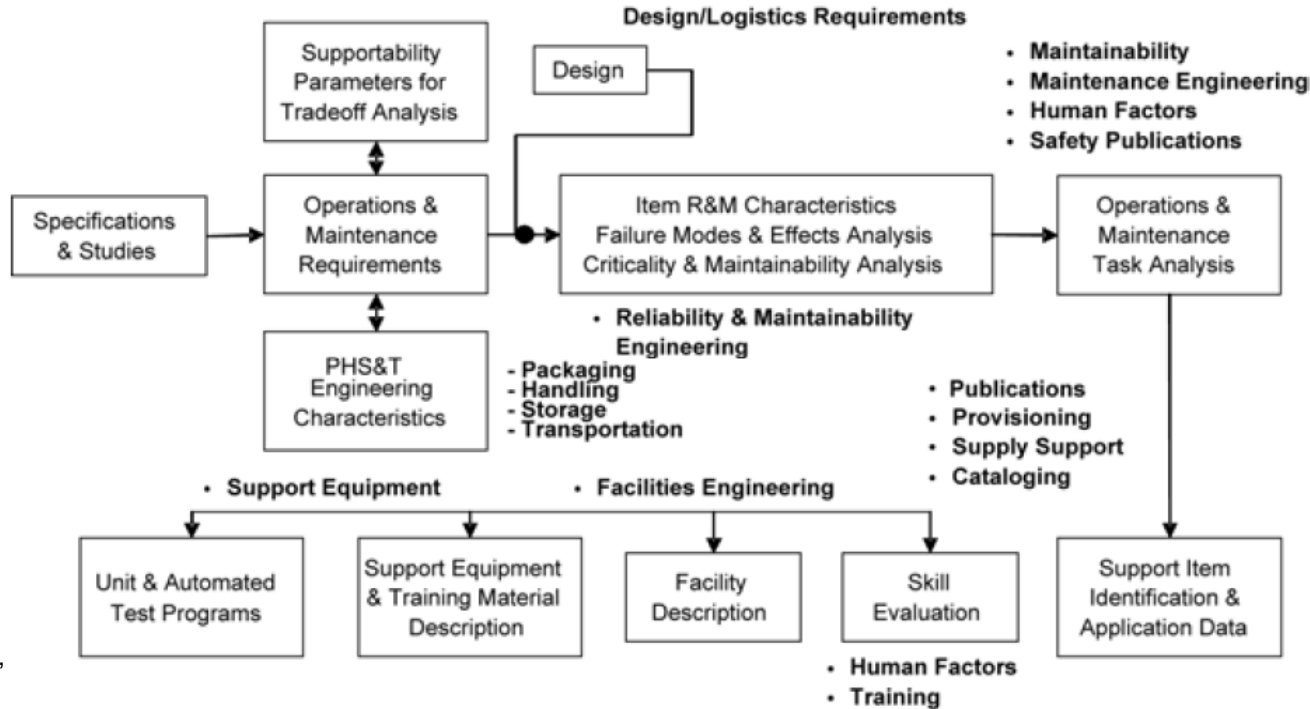 Design/Logistics Requirements
Supportability
Parameters for
Tradeoff Analysis
Design
• Maintainability
• Maintenance Engineering
• Human Factors
• Safety Publications
Specifications
& Studies
Operations &
Maintenance
Requirements
Item R&M Characteristics
Failure Modes & Effects Analysis
Criticality & Maintainability Analysis
Operations &
Maintenance
Task Analysis
• Reliability & Maintainability
Engineering
PHS&T
Engineering
Characteristics
- Packaging
- Handling
- Storage
- Transportation
• Publications
• Provisioning
• Supply Support
• Cataloging
• Support Equipment
• Facilities Engineering
Unit & Automated
Test Programs
Support Equipment
& Training Material
Description
Facility
Description
Skill
Evaluation
Support Item
Identification &
Application Data
• Human Factors
• Training
,